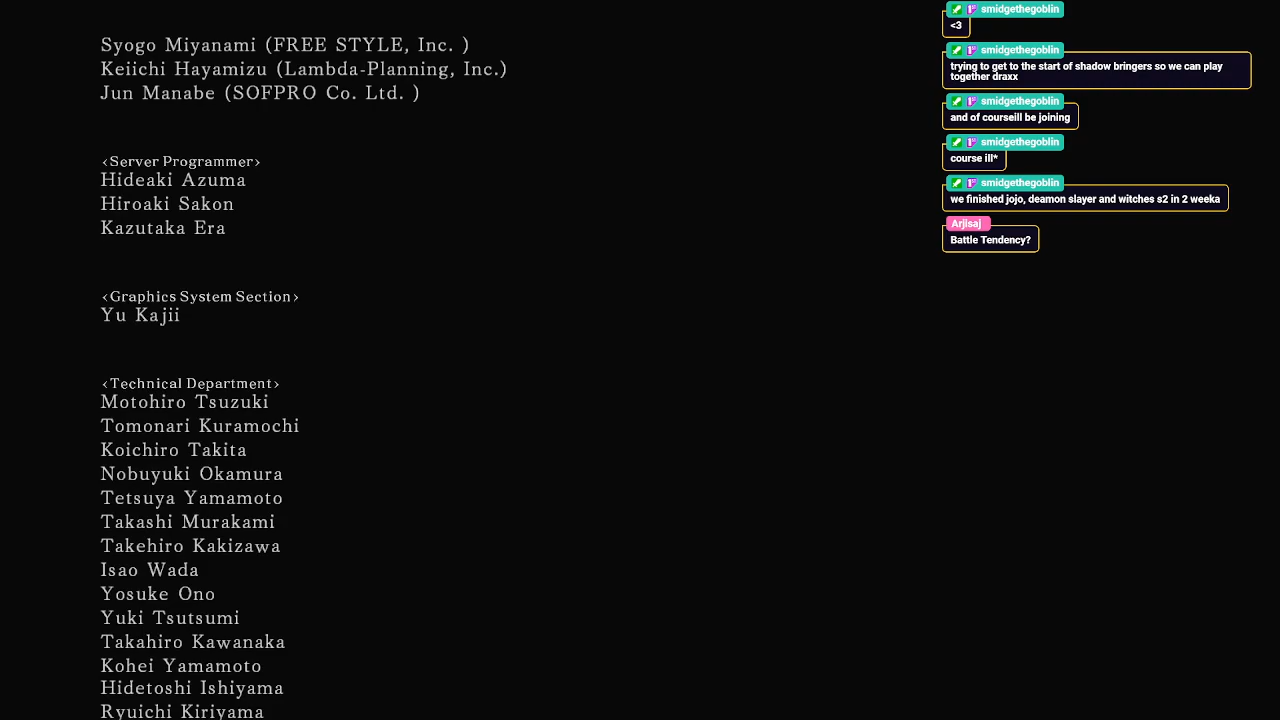 Syogo Miyanami (FREE STYLE, Inc. )
Keiichi Hayamizu (Lambda-Planning, Inc.)
Jun Manabe (SOFPRO Co. Ltd. )
<Server Programmer>
Hideaki Azuma
Hiroaki Sakon
Kazutaka Era
<Graphics System Section>
Yu Kajii
<Technical Department>
Motohiro Tsuzuki
Tomonari Kuramochi
Koichiro Takita
Nobuyuki Okamura
Tetsuya Yamamoto
Takashi Murakami
Takehiro Kakizawa
Isao Wada
Yosuke Ono
Yuki Tsutsumi
Takahiro Kawanaka
Kohei Yamamoto
Hidetoshi Ishiyama
Ryuichi Kiriyama
smidgethegoblin
<3
smidgethegoblin
trying to get to the start of shadow bringers so we can play
together draxx
smidgethegoblin
and of courseill be joining
smidgethegoblin
course ill*
smidgethegoblin
we finished jojo, deamon slayer and witches s2 in 2 weeka
Arjisaj
Battle Tendency?